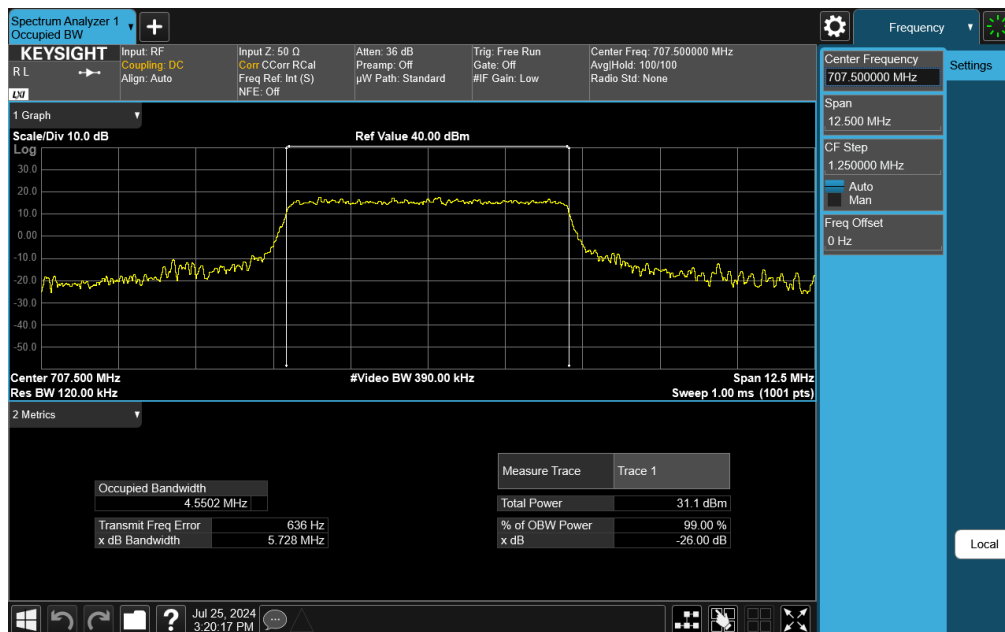 Spectrum Analyzer 1
Occupied BW
+
Frequency
KEYSIGHT
R L
LXI
Input: RF
Coupling: DC
Align: Auto
Input Z: 50 Ω
Corr CCorr RCal
Freq Ref: Int (S)
NFE: Off
Atten: 36 dB
Preamp: Off
µW Path: Standard
Trig: Free Run
Gate: Off
#IF Gain: Low
Center Freq: 707.500000 MHz
Avg|Hold: 100/100
Radio Std: None
Center Frequency
707.500000 MHz
Settings
Span
12.500 MHz
CF Step
1.250000 MHz
Auto
Man
Freq Offset
0 Hz
Local
1 Graph
Scale/Div 10.0 dB
Ref Value 40.00 dBm
Log
30.0
20.0
10.0
0.00
-10.0
-20.0
-30.0
-40.0
-50.0
Center 707.500 MHz
#Video BW 390.00 kHz
Span 12.5 MHz
Res BW 120.00 kHz
Sweep 1.00 ms (1001 pts)
2 Metrics
Occupied Bandwidth
4.5502 MHz
Transmit Freq Error 636 Hz
x dB Bandwidth 5.728 MHz
Measure Trace Trace 1
Total Power 31.1 dBm
% of OBW Power 99.00 %
x dB -26.00 dB
?
Jul 25, 2024
3:20:17 PM